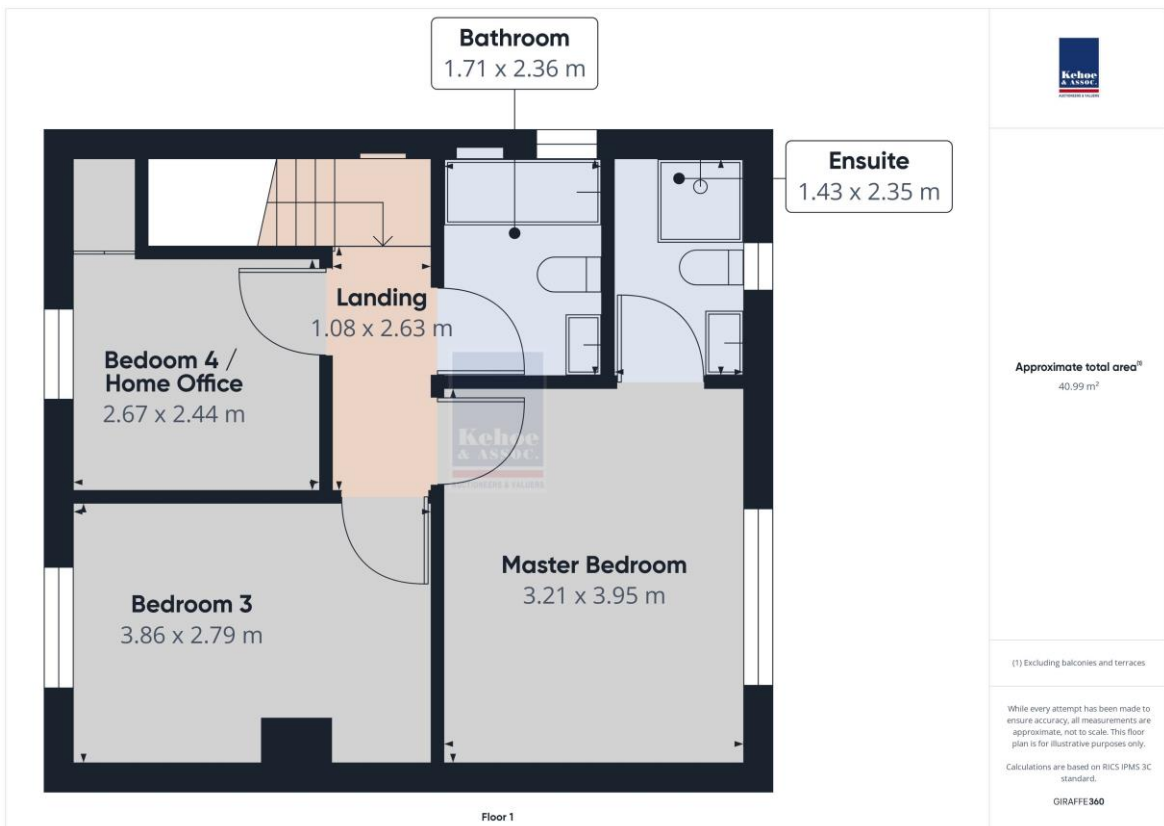 Bathroom
1.71 x 2.36 m
Ensuite
1.43 x 2.35 m
Landing
1.08 x 2.63 m
Bedoom 4 /
Home Office
2.67 x 2.44 m
Kehoe
& ASSOC.
AUCTIONEERS & VALUERS
Master Bedroom
3.21 x 3.95 m
Bedroom 3
3.86 x 2.79 m
Floor 1
Kehoe
& ASSOC.
AUCTIONEERS & VALUERS
Approximate total area(1)
40.99 m²
(1) Excluding balconies and terraces
While every attempt has been made to
ensure accuracy, all measurements are
approximate, not to scale. This floor
plan is for illustrative purposes only.
Calculations are based on RICS IPMS 3C
standard.
GIRAFFE360